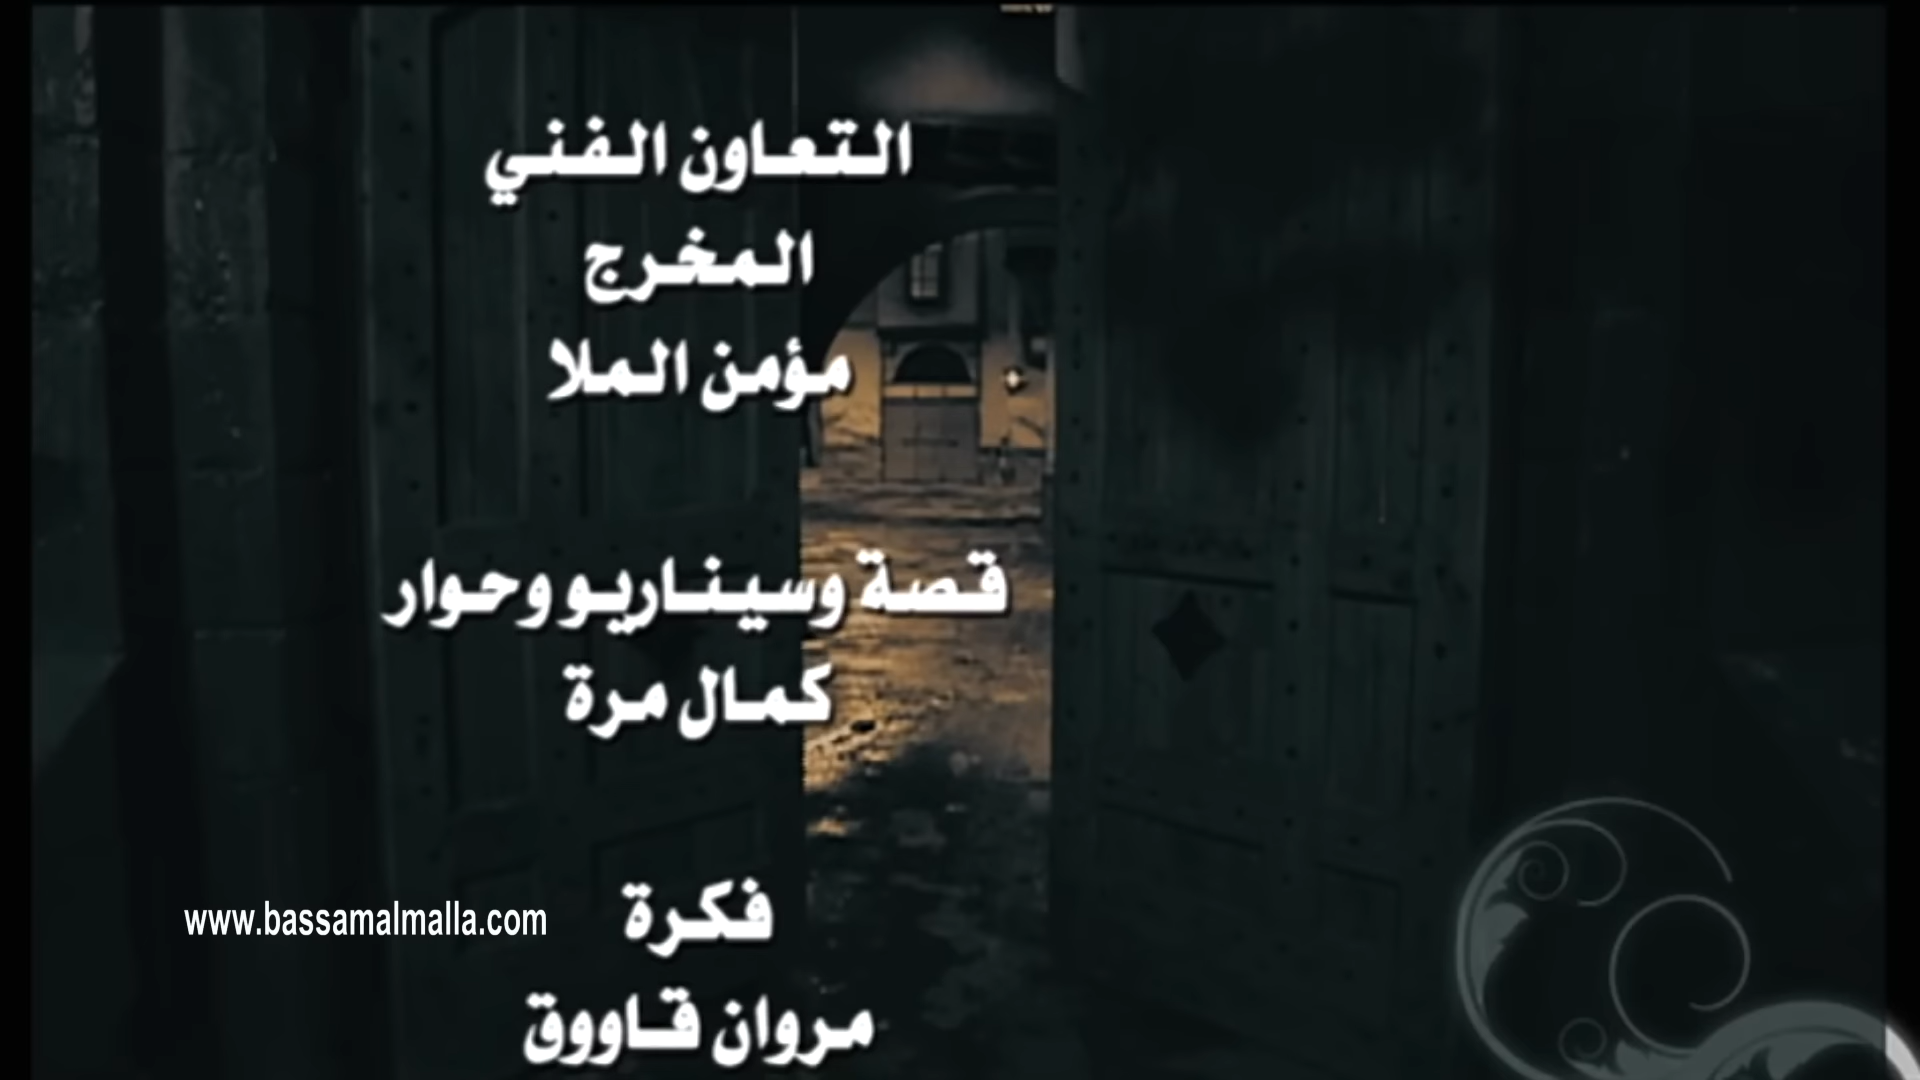 التعاون الفني
المخرج
مؤمن الملا
قصة وسيناريو وحوار
كمال مرة
فكرة
مروان قاووق
www.bassamalmalla.com